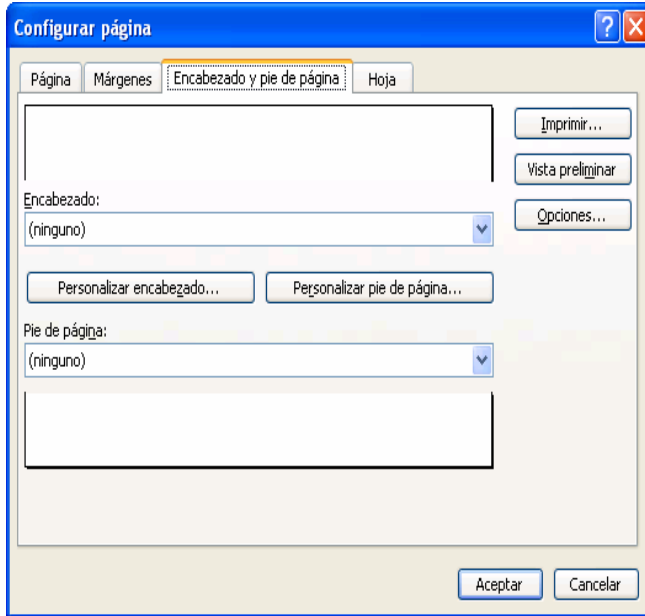 Configurar página
Página Márgenes Encabezado y pie de página Hoja
Imprimir...
Vista preliminar
Encabezado:
Opciones...
(ninguno)
Personalizar encabezado... Personalizar pie de página...
Pie de página:
(ninguno)
Aceptar Cancelar